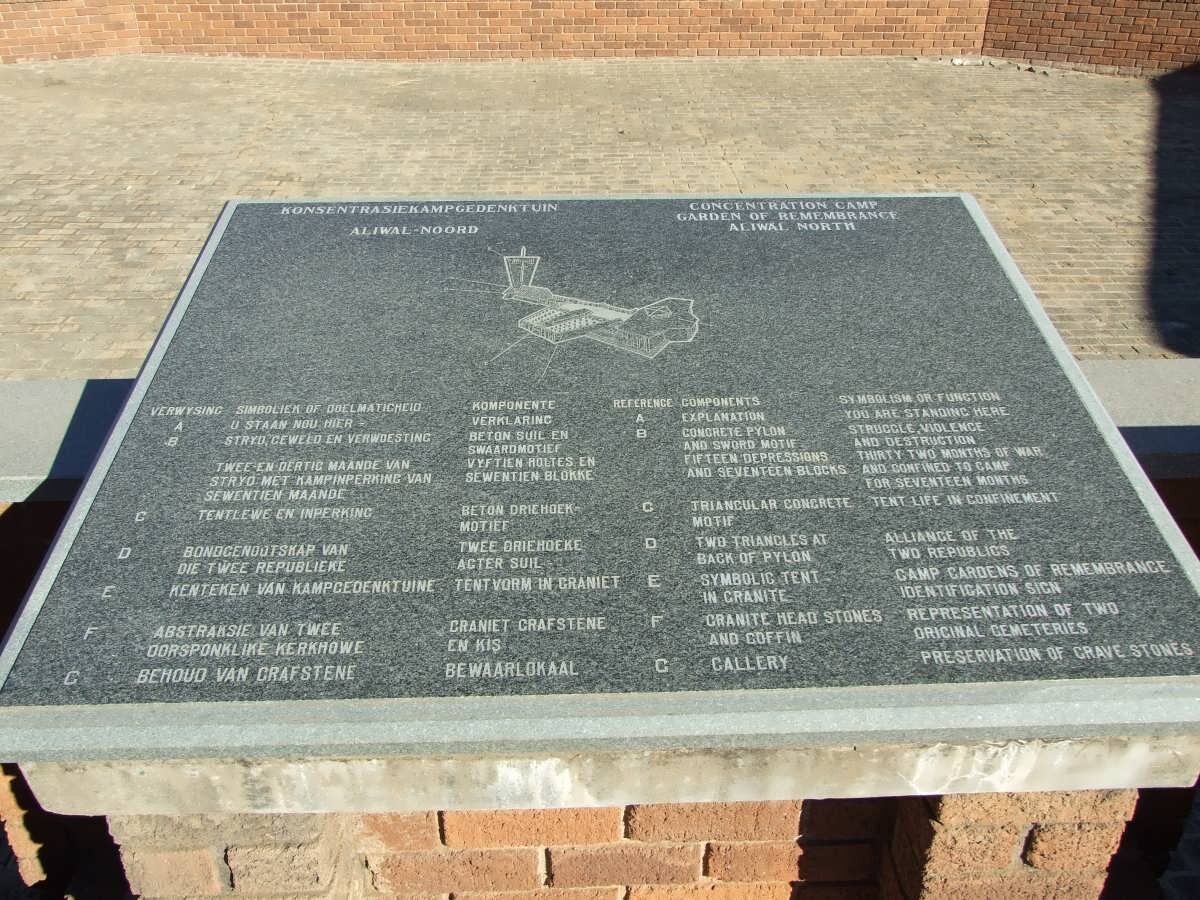 KONSENTRASIEKAMPGEDENKTUIN
ALIWAL-NOORD
CONCENTRATION CAMP
GARDEN OF REMEMBRANCE
ALIWAL NORTH
VERWYSING SIMBOLIEK OF DOELMATIGHEID KOMPONENTE
A U STAAN NOU HIER - VERKLARING
B STRYD, GEWELD EN VERWOESTING BETON SUIL EN
SWAARDMOTIEF
TWEE-EN DERTIG MAANDE VAN VYFTIEN HOLTES EN
STRYD MET KAMPINPERKING VAN SEWENTIEN BLOKKE
SEWENTIEN MAANDE
C TENTLEWE EN INPERKING BETON DRIEHOEK-
MOTIEF
D BONDGENOOTSKAP VAN TWEE DRIEHOEKE
DIE TWEE REPUBLIEKE AGTER SUIL
E KENTEKEN VAN KAMPGEDENKTUINE TENTVORM IN GRANIET
F ABSTRAKSIE VAN TWEE GRANIET GRAFSTENE
OORSPONKLIKE KERKHOWE EN KIS
G BEHOUD VAN GRAFSTENE BEWAARLOKAAL
REFERENCE COMPONENTS SYMBOLISM OR FUNCTION
A EXPLANATION YOU ARE STANDING HERE
B CONCRETE PYLON STRUGGLE, VIOLENCE
AND SWORD MOTIF AND DESTRUCTION
FIFTEEN DEPRESSIONS THIRTY TWO MONTHS OF WAR
AND SEVENTEEN BLOCKS AND CONFINED TO CAMP
FOR SEVENTEEN MONTHS
C TRIANGULAR CONCRETE TENT LIFE IN CONFINEMENT
MOTIF
D TWO TRIANGLES AT ALLIANCE OF THE
BACK OF PYLON TWO REPUBLICS
E SYMBOLIC TENT CAMP GARDENS OF REMEMBRANCE
IN GRANITE IDENTIFICATION SIGN
F GRANITE HEAD STONES REPRESENTATION OF TWO
AND COFFIN ORIGINAL CEMETERIES
G GALLERY PRESERVATION OF GRAVE STONES